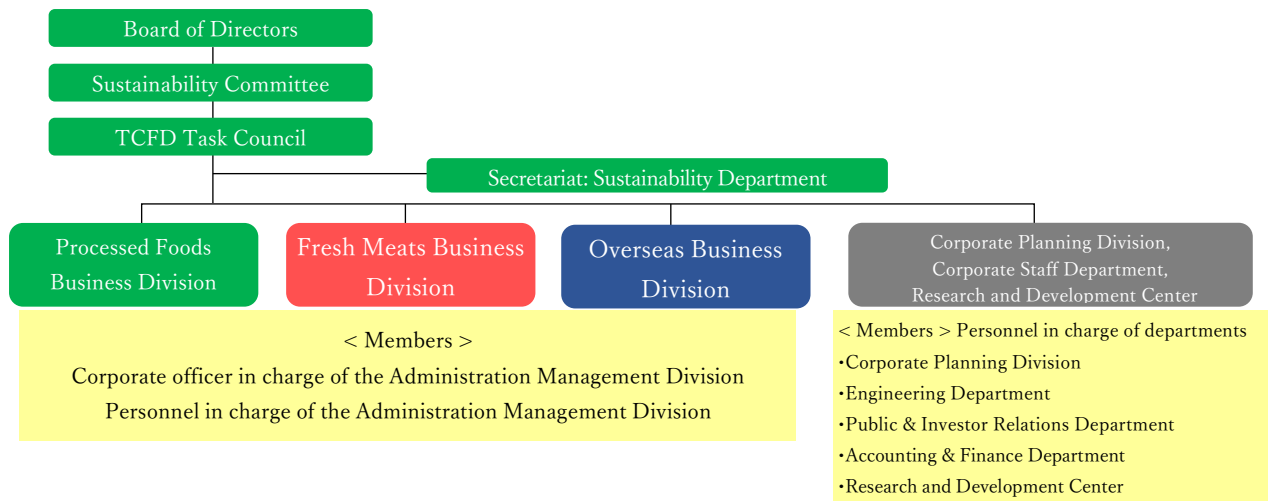 Board of Directors
Sustainability Committee
TCFD Task Council
Secretariat: Sustainability Department
Processed Foods
Business Division
Fresh Meats Business
Division
Overseas Business
Division
Corporate Planning Division,
Corporate Staff Department,
Research and Development Center
< Members >
Corporate officer in charge of the Administration Management Division
Personnel in charge of the Administration Management Division
< Members > Personnel in charge of departments
・Corporate Planning Division
・Engineering Department
・Public & Investor Relations Department
・Accounting & Finance Department
・Research and Development Center